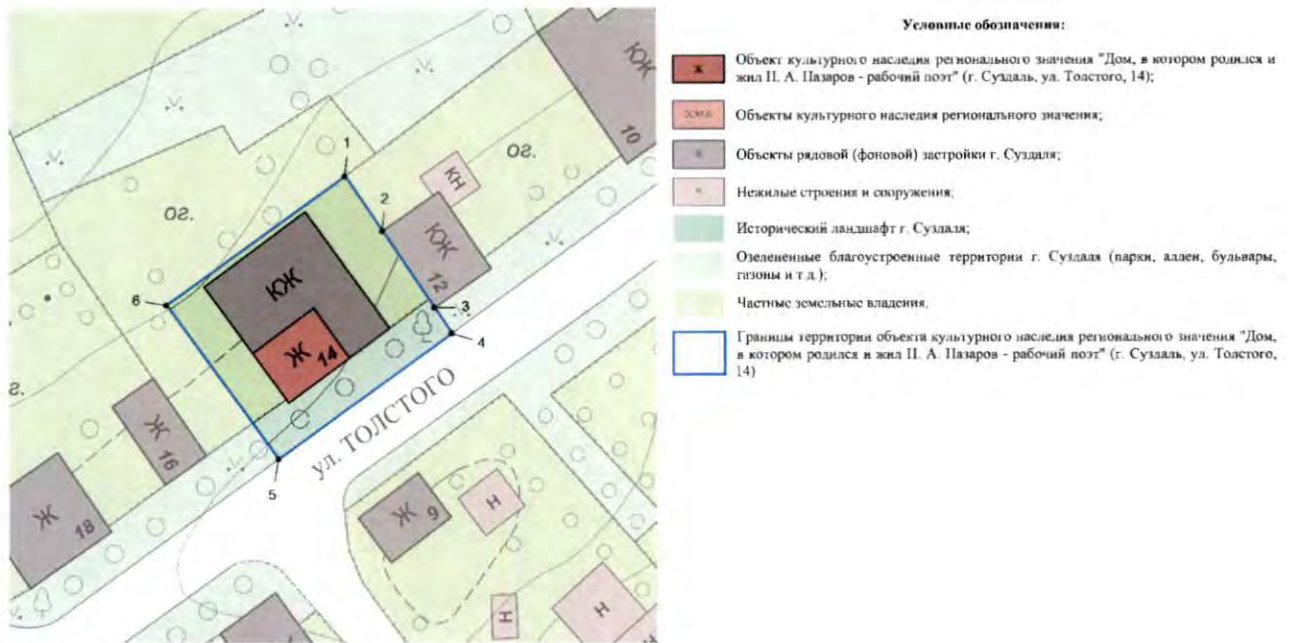 Условные обозначения:
Ж
Объект культурного наследия регионального значения "Дом, в котором родился и
жил П. А. Назаров - рабочий поэт" (г. Суздаль, ул. Толстого, 14);
Объекты культурного наследия регионального значения;
Объекты рядовой (фоновой) застройки г. Суздаля;
Н
Нежилые строения и сооружения;
Исторический ландшафт г. Суздаля;
Озелененные благоустроенные территории г. Суздаля (парки, аллеи, бульвары,
газоны и т.д.);
Частные земельные владения.
Границы территории объекта культурного наследия регионального значения "Дом,
в котором родился и жил П. А. Назаров - рабочий поэт" (г. Суздаль, ул. Толстого,
14)
КЖ
10
ог.
1
КН
2
ог.
КЖ
12
КЖ
6
3
4
Ж 14
ог.
ул. ТОЛСТОГО
Ж 16
5
Ж 18
Ж 9
Н
Н
Н